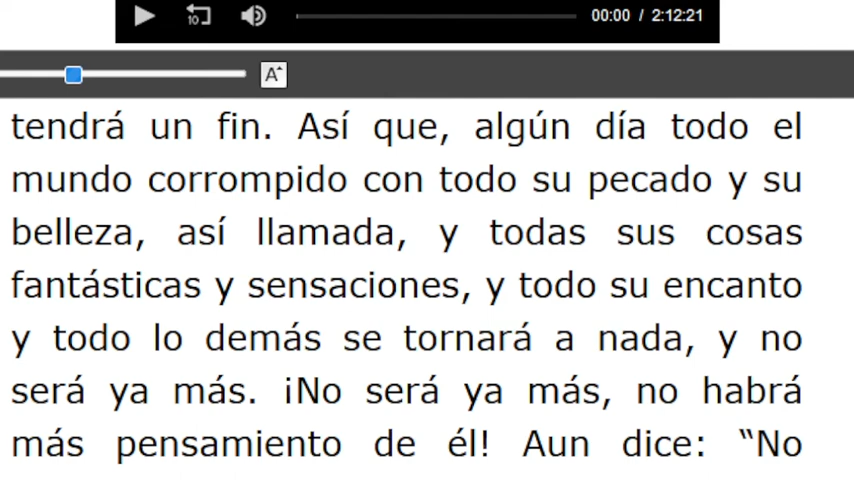 10
00:00 / 2:12:21
A
tendrá un fin. Así que, algún día todo el
mundo corrompido con todo su pecado y su
belleza, así llamada, y todas sus cosas
fantásticas y sensaciones, y todo su encanto
y todo lo demás se tornará a nada, y no
será ya más. ¡No será ya más, no habrá
más pensamiento de él! Aun dice: “No